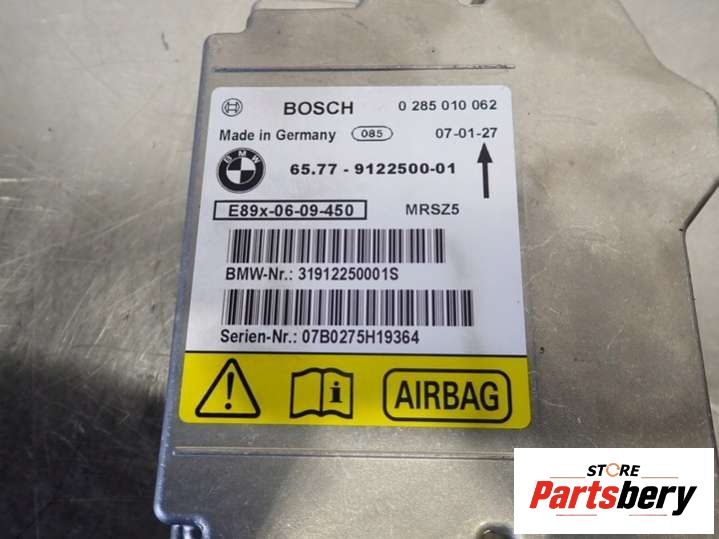 BOSCH 0 285 010 062
Made in Germany 085 07-01-27
BMW 65.77 - 9122500-01
E89x-06-09-450 MRSZ5
BMW-Nr.: 31912250001S
Serien-Nr.: 07B0275H19364
! i AIRBAG
STORE
Partsbery